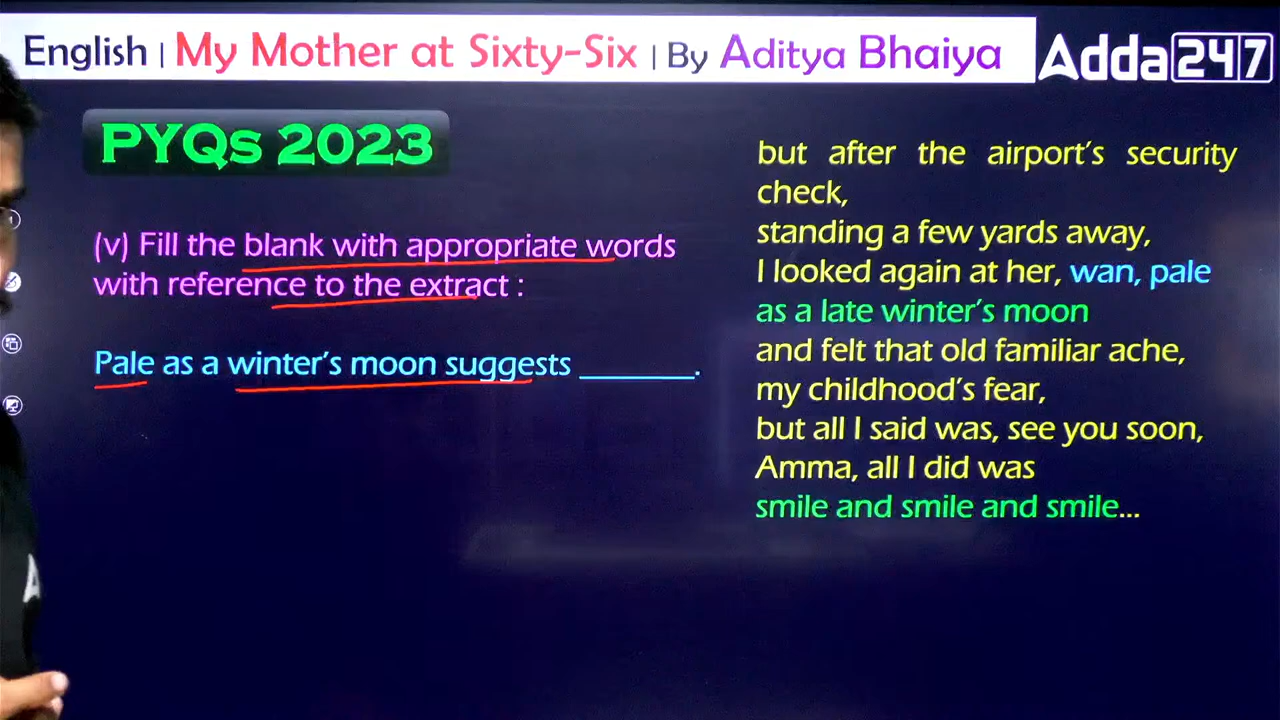 English | My Mother at Sixty-Six | By Aditya Bhaiya
Adda247
PYQs 2023
(v) Fill the blank with appropriate words
with reference to the extract :
Pale as a winter's moon suggests ________.
but after the airport's security
check,
standing a few yards away,
I looked again at her, wan, pale
as a late winter's moon
and felt that old familiar ache,
my childhood's fear,
but all I said was, see you soon,
Amma, all I did was
smile and smile and smile...
A